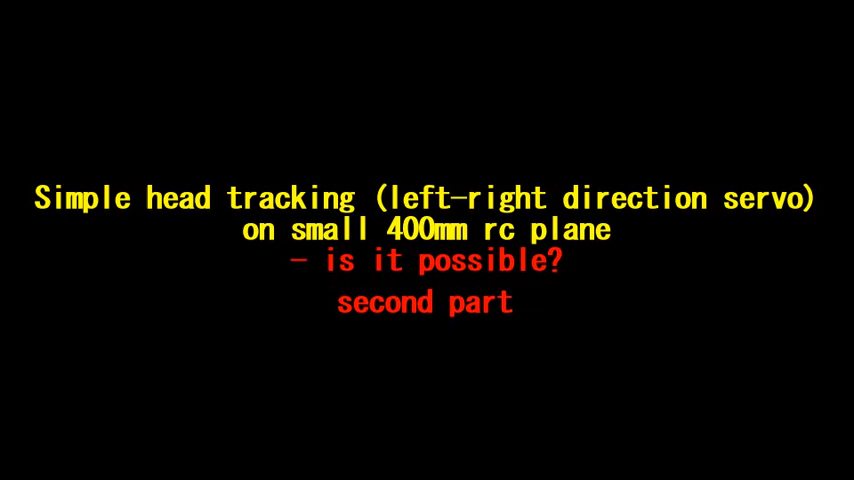 Simple head tracking (left-right direction servo)
on small 400mm rc plane
- is it possible?
second part